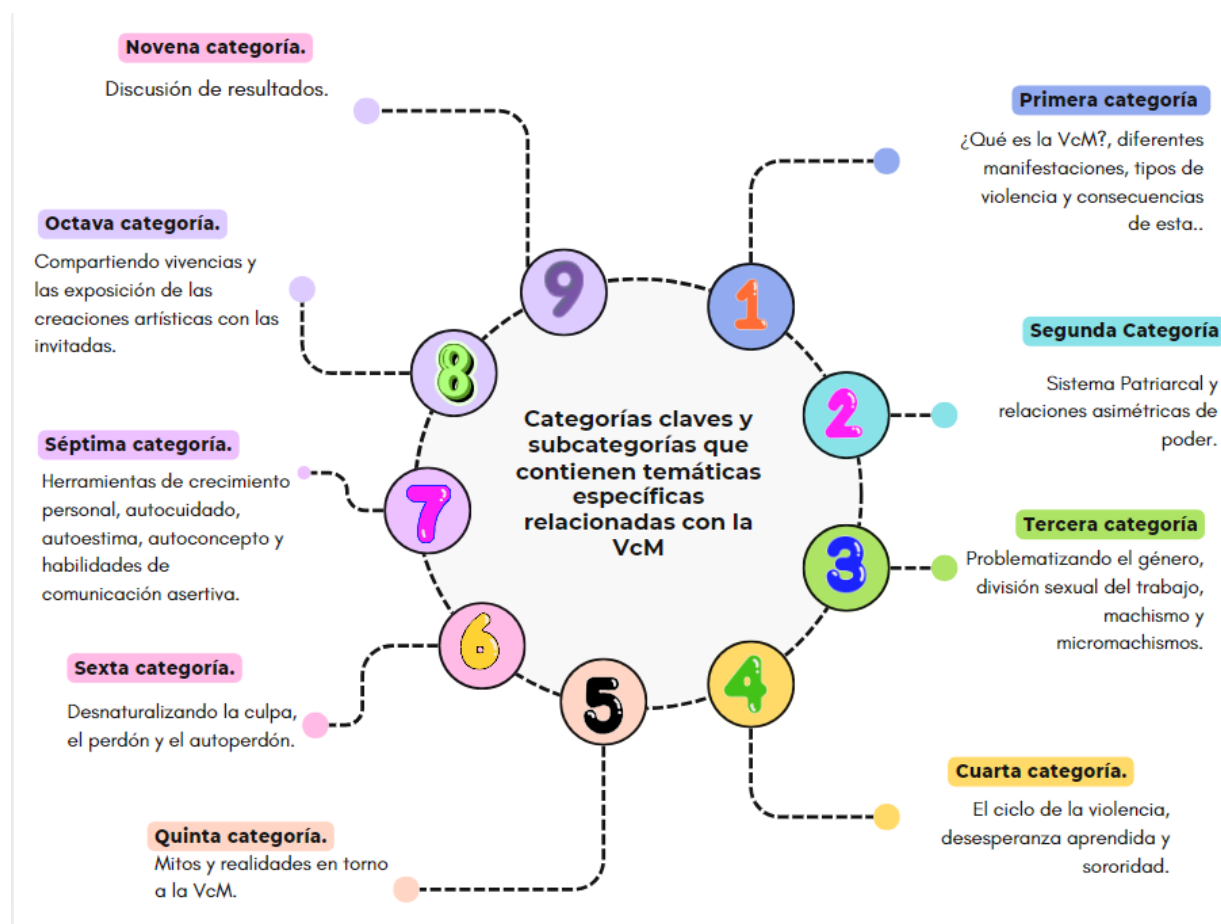 Categorías claves y
subcategorías que
contienen temáticas
específicas
relacionadas con la
VcM
1
Primera categoría
¿Qué es la VcM?, diferentes
manifestaciones, tipos de
violencia y consecuencias
de esta..
2
Segunda Categoría
Sistema Patriarcal y
relaciones asimétricas de
poder.
3
Tercera categoría
Problematizando el género,
división sexual del trabajo,
machismo y
micromachismos.
4
Cuarta categoría.
El ciclo de la violencia,
desesperanza aprendida y
sororidad.
5
Quinta categoría.
Mitos y realidades en torno
a la VcM.
6
Sexta categoría.
Desnaturalizando la culpa,
el perdón y el autoperdón.
7
Séptima categoría.
Herramientas de crecimiento
personal, autocuidado,
autoestima, autoconcepto y
habilidades de
comunicación asertiva.
8
Octava categoría.
Compartiendo vivencias y
las exposición de las
creaciones artísticas con las
invitadas.
9
Novena categoría.
Discusión de resultados.